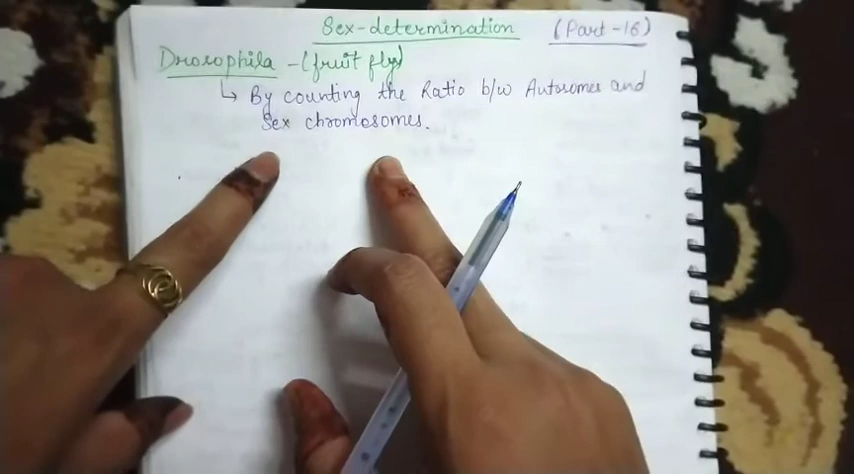 Sex-determination (Part-16)
Drosophila - (fruit fly)
↳ By counting the Ratio b/w Autosomes and
Sex chromosomes.